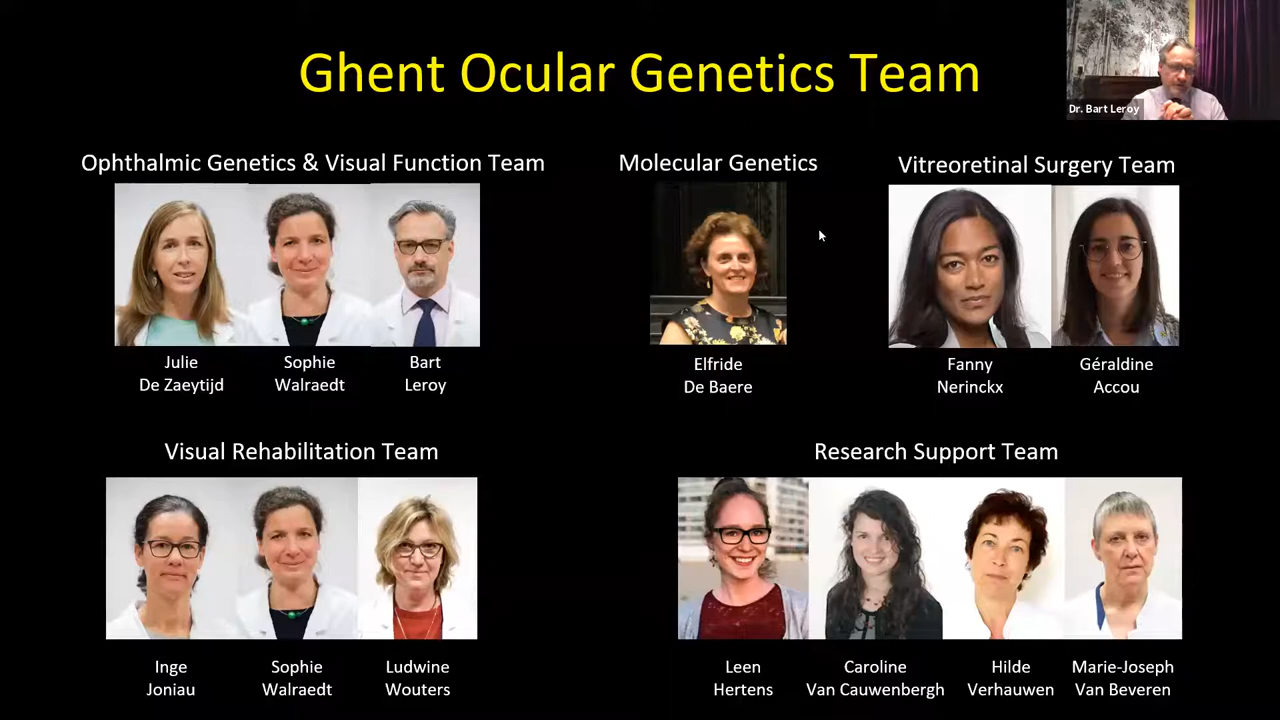 Ghent Ocular Genetics Team
Dr. Bart Leroy
Ophthalmic Genetics & Visual Function Team
Julie
De Zaeytijd
Sophie
Walraedt
Bart
Leroy
Molecular Genetics
Elfride
De Baere
Vitreoretinal Surgery Team
Fanny
Nerinckx
Géraldine
Accou
Visual Rehabilitation Team
Inge
Joniau
Sophie
Walraedt
Ludwine
Wouters
Research Support Team
Leen
Hertens
Caroline
Van Cauwenbergh
Hilde
Verhauwen
Marie-Joseph
Van Beveren